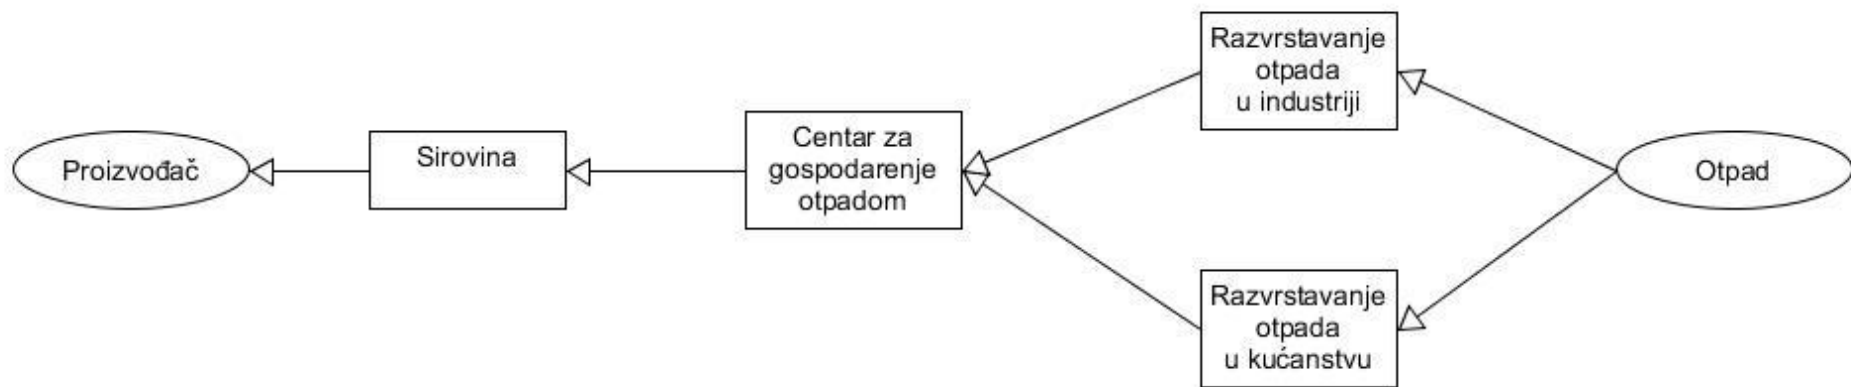 Proizvođač
Sirovina
Centar za
gospodarenje
otpadom
Razvrstavanje
otpada
u industriji
Razvrstavanje
otpada
u kućanstvu
Otpad